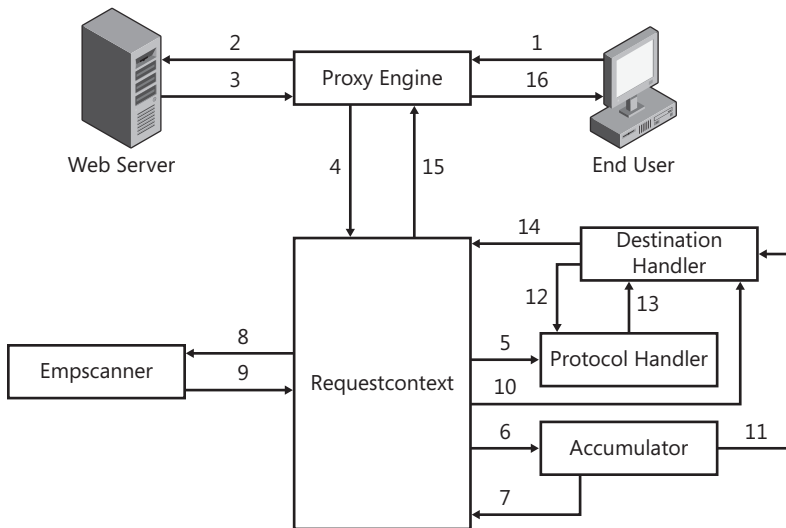 2
1
Proxy Engine
3
16
Web Server
4
15
End User
14
Destination
Handler
12
13
8
5
Protocol Handler
Empscanner
9
Requestcontext
10
6
Accumulator
11
7